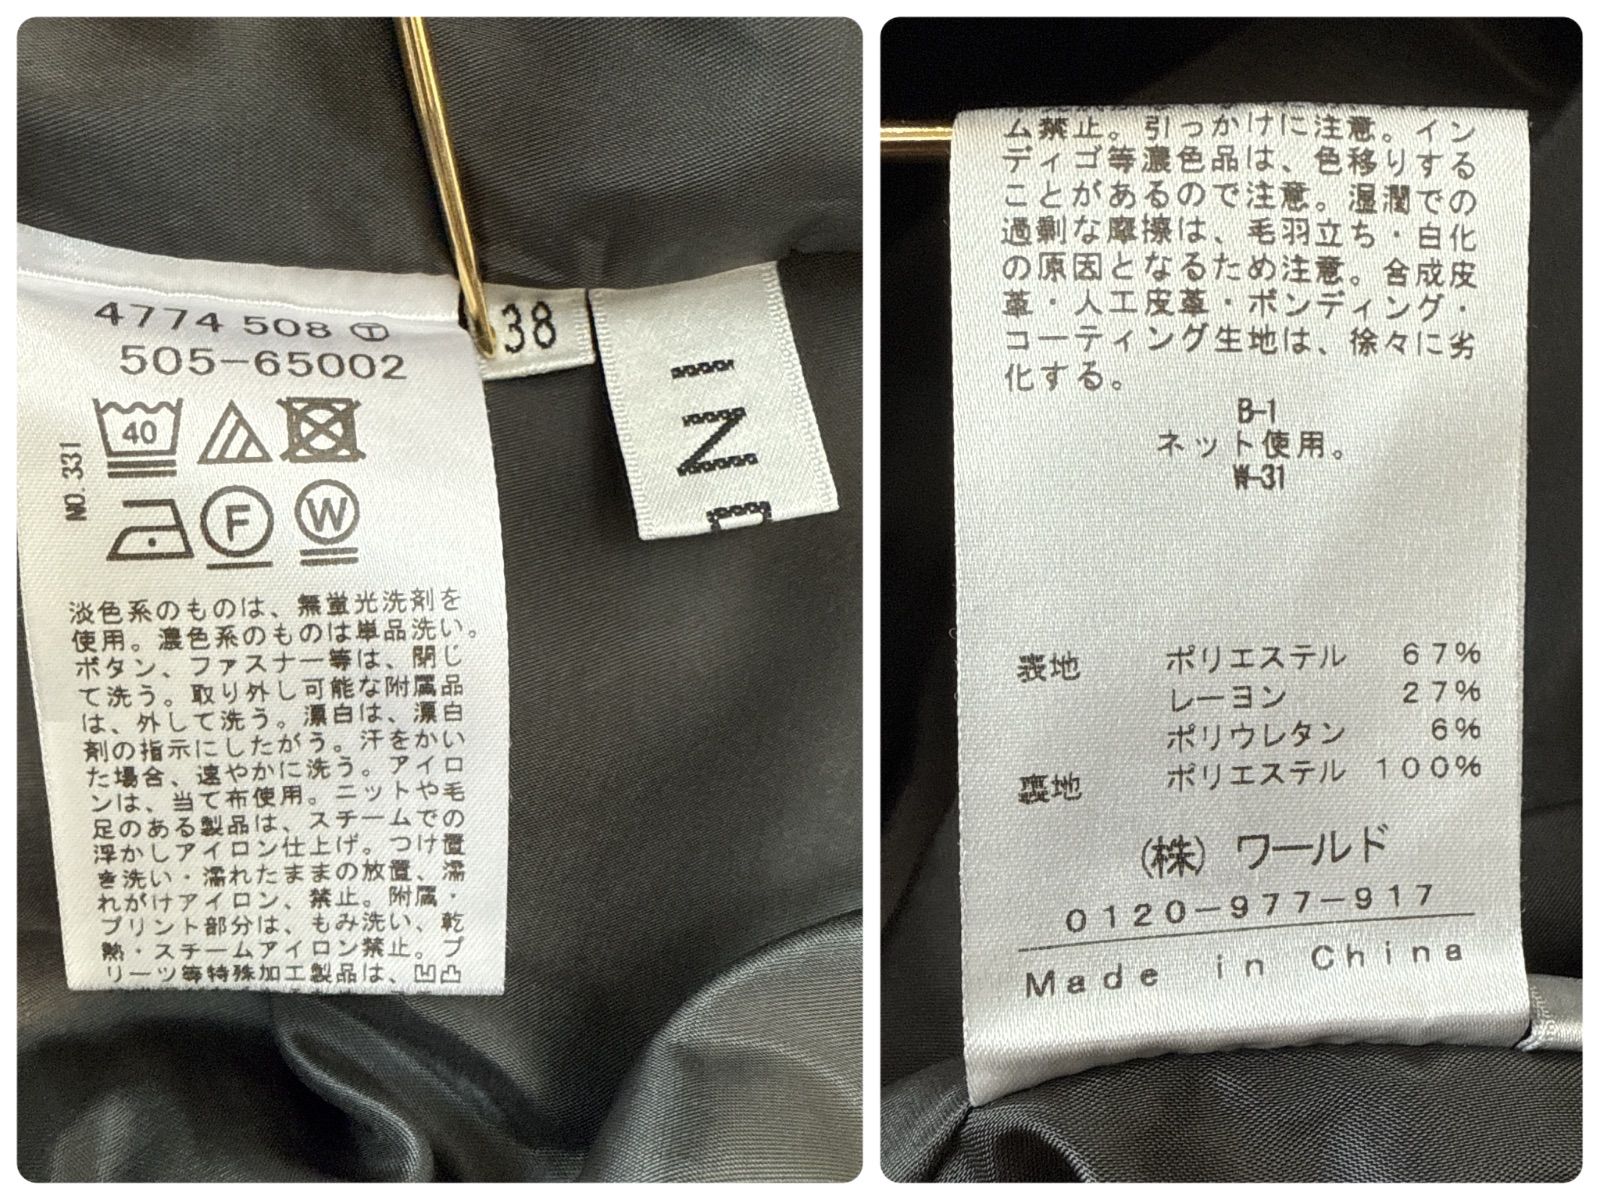 4774 508 Ⓣ
505-65002
38
NO.331
40
F
W
淡色系のものは、無蛍光洗剤を
使用。濃色系のものは単品洗い。
ボタン、ファスナー等は、閉じ
て洗う。取り外し可能な附属品
は、外して洗う。漂白は、漂白
剤の指示にしたがう。汗をかい
た場合、速やかに洗う。アイロ
ンは、当て布使用。ニットや毛
足のある製品は、スチームでの
浮かしアイロン仕上げ。つけ置
き洗い・濡れたままの放置、濡
れがけアイロン、禁止。附属・
プリント部分は、もみ洗い、乾
熱・スチームアイロン禁止。プ
リーツ等特殊加工製品は、凹凸
ム禁止。引っかけに注意。イン
ディゴ等濃色品は、色移りする
ことがあるので注意。湿潤での
過剰な摩擦は、毛羽立ち・白化
の原因となるため注意。合成皮
革・人工皮革・ボンディング・
コーティング生地は、徐々に劣
化する。
B-1
ネット使用。
W-31
表地 ポリエステル 67%
レーヨン 27%
ポリウレタン 6%
裏地 ポリエステル 100%
(株) ワールド
0120-977-917
Made in China